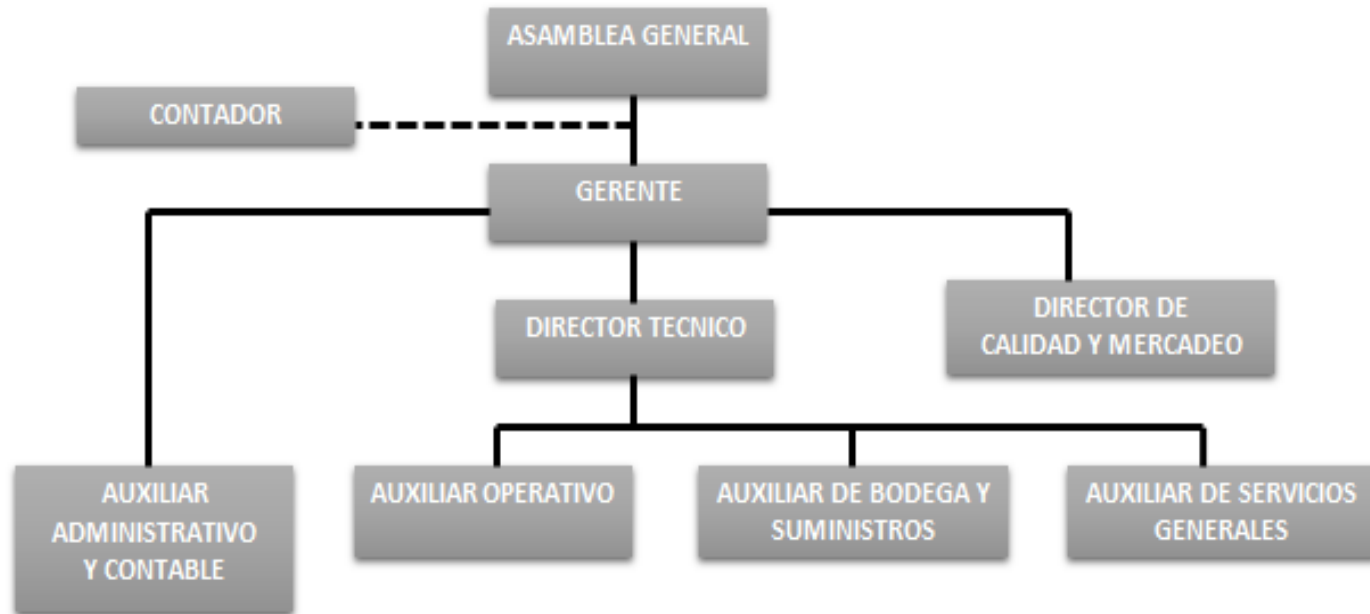 ASAMBLEA GENERAL
CONTADOR
GERENTE
DIRECTOR TECNICO
DIRECTOR DE
CALIDAD Y MERCADEO
AUXILIAR
ADMINISTRATIVO
Y CONTABLE
AUXILIAR OPERATIVO
AUXILIAR DE BODEGA Y
SUMINISTROS
AUXILIAR DE SERVICIOS
GENERALES